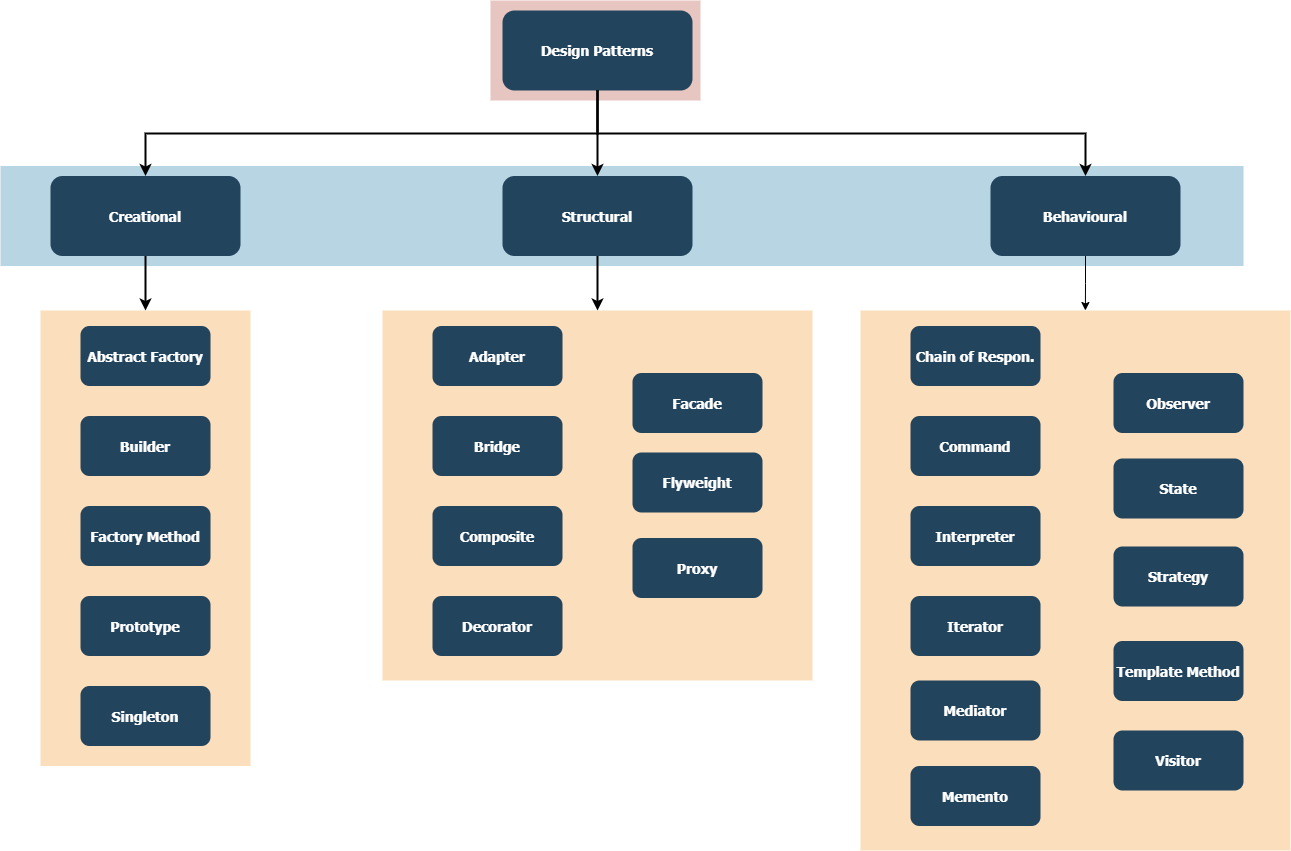 Design Patterns
Creational
Structural
Behavioural
Abstract Factory
Builder
Factory Method
Prototype
Singleton
Adapter
Bridge
Composite
Decorator
Facade
Flyweight
Proxy
Chain of Respon.
Command
Interpreter
Iterator
Mediator
Memento
Observer
State
Strategy
Template Method
Visitor